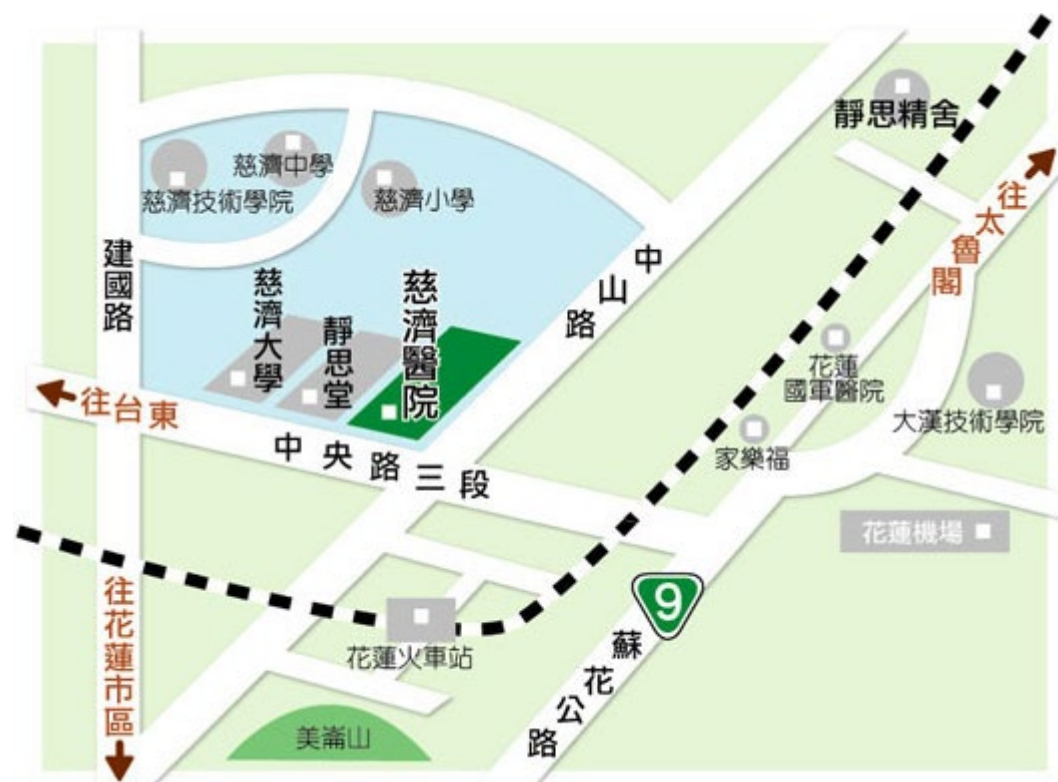 靜思精舍
慈濟中學
慈濟技術學院
慈濟小學
往太魯閣
建國路
中山路
慈濟大學
靜思堂
慈濟醫院
花蓮
國軍醫院
大漢技術學院
往台東
家樂福
中央路三段
花蓮機場
往花蓮市區
9
蘇花公路
花蓮火車站
美崙山